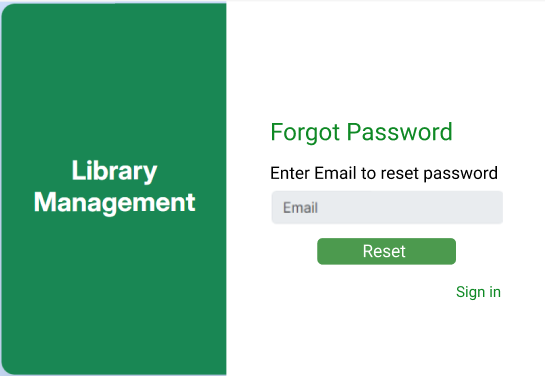 Library
Management
Forgot Password
Enter Email to reset password
Email
Reset
Sign in